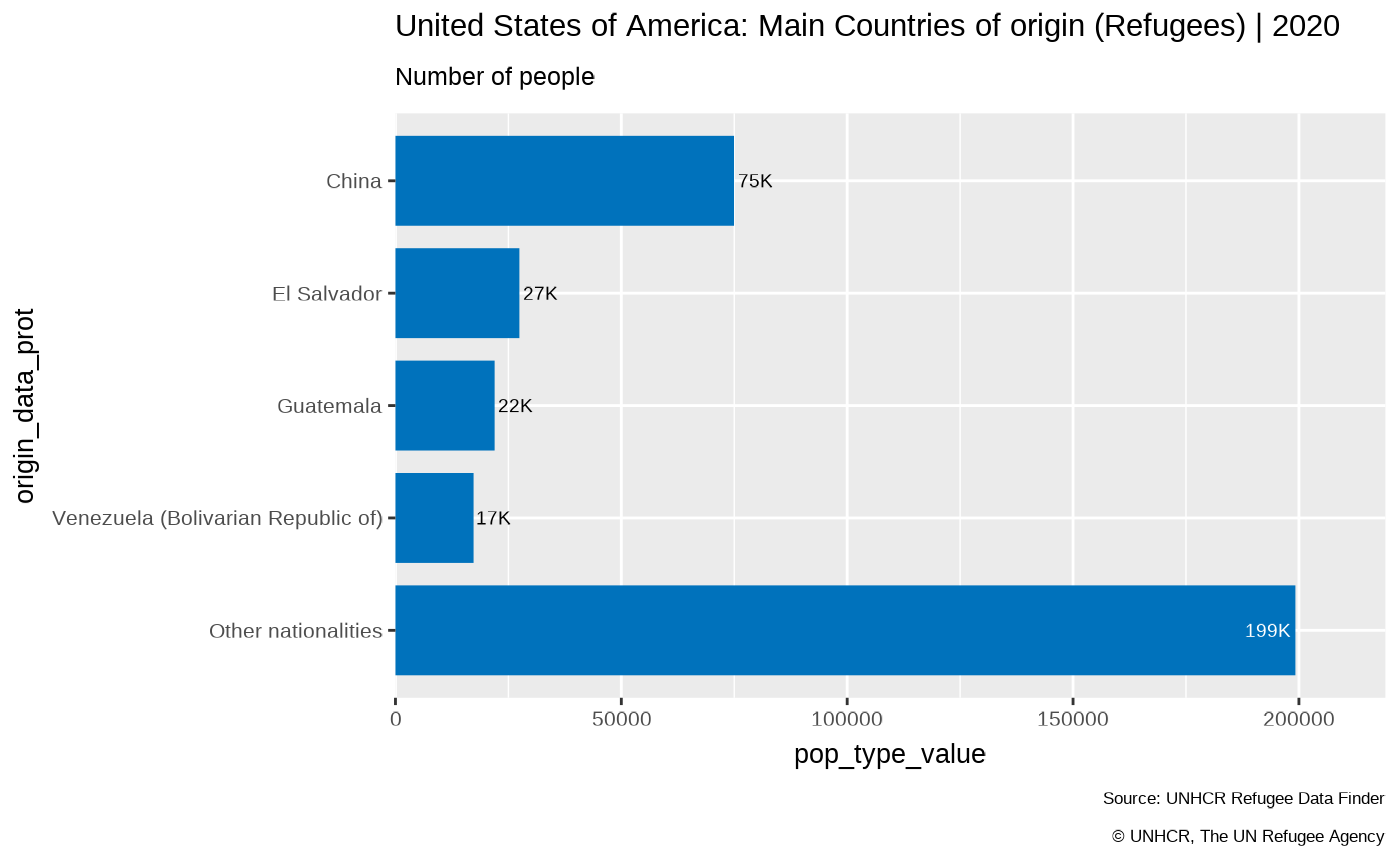 United States of America: Main Countries of origin (Refugees) | 2020
Number of people
China
75K
El Salvador
27K
Guatemala
22K
Venezuela (Bolivarian Republic of)
17K
Other nationalities
199K
origin_data_prot
0 50000 100000 150000 200000
pop_type_value
Source: UNHCR Refugee Data Finder
© UNHCR, The UN Refugee Agency